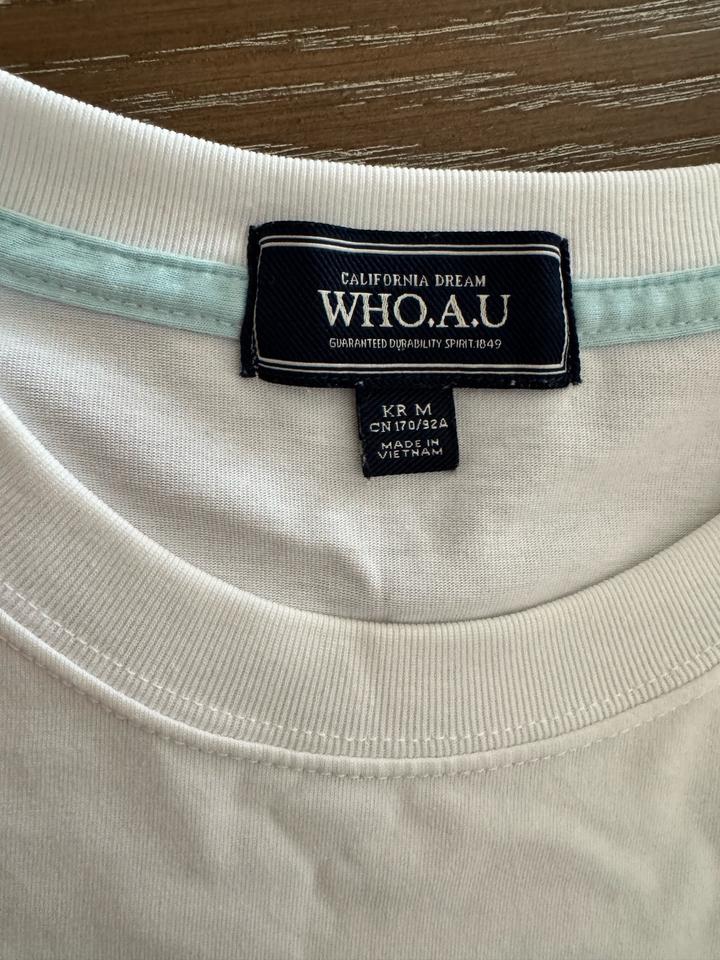 CALIFORNIA DREAM
WHO.A.U
GUARANTEED DURABILITY SPIRIT.1849
KR M
CN 170/92A
MADE IN
VIETNAM